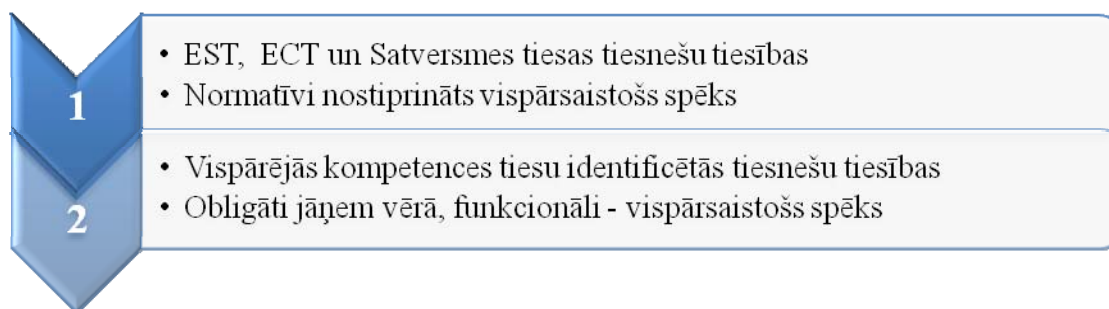 1
• EST, ECT un Satversmes tiesas tiesnešu tiesības
• Normatīvi nostiprināts vispārsaistošs spēks
2
• Vispārējās kompetences tiesu identificētās tiesnešu tiesības
• Obligāti jāņem vērā, funkcionāli - vispārsaistošs spēks